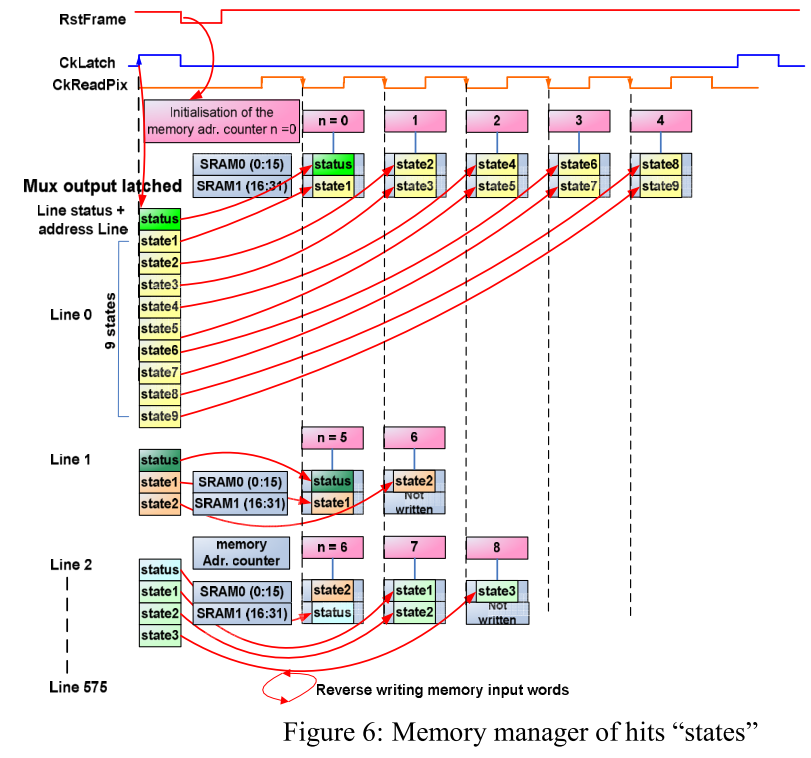 RstFrame
CkLatch
CkReadPix
Initialisation of the
memory adr. counter n =0
n = 0
1
2
3
4
SRAM0 (0:15)
status
state2
state4
state6
state8
SRAM1 (16:31)
state1
state3
state5
state7
state9
Mux output latched
Line status +
address Line
status
state1
state2
state3
state4
state5
state6
state7
state8
state9
Line 0
9 states
n = 5
6
Line 1
status
state1
state2
SRAM0 (0:15)
status
state2
SRAM1 (16:31)
state1
Not
written
memory
Adr. counter
n = 6
7
8
Line 2
status
state1
state2
state3
SRAM0 (0:15)
state2
state1
state3
SRAM1 (16:31)
status
state2
Not
written
Line 575
Reverse writing memory input words
Figure 6: Memory manager of hits “states”